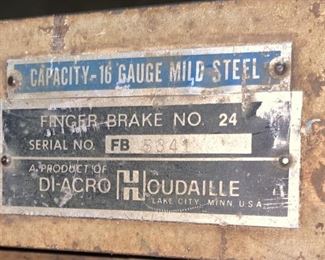 CAPACITY-16 GAUGE MILD STEEL
FINGER BRAKE NO. 24
SERIAL NO. FB 5341
A PRODUCT OF
DI-ACRO HOUDAILLE
LAKE CITY, MINN U.S.A.